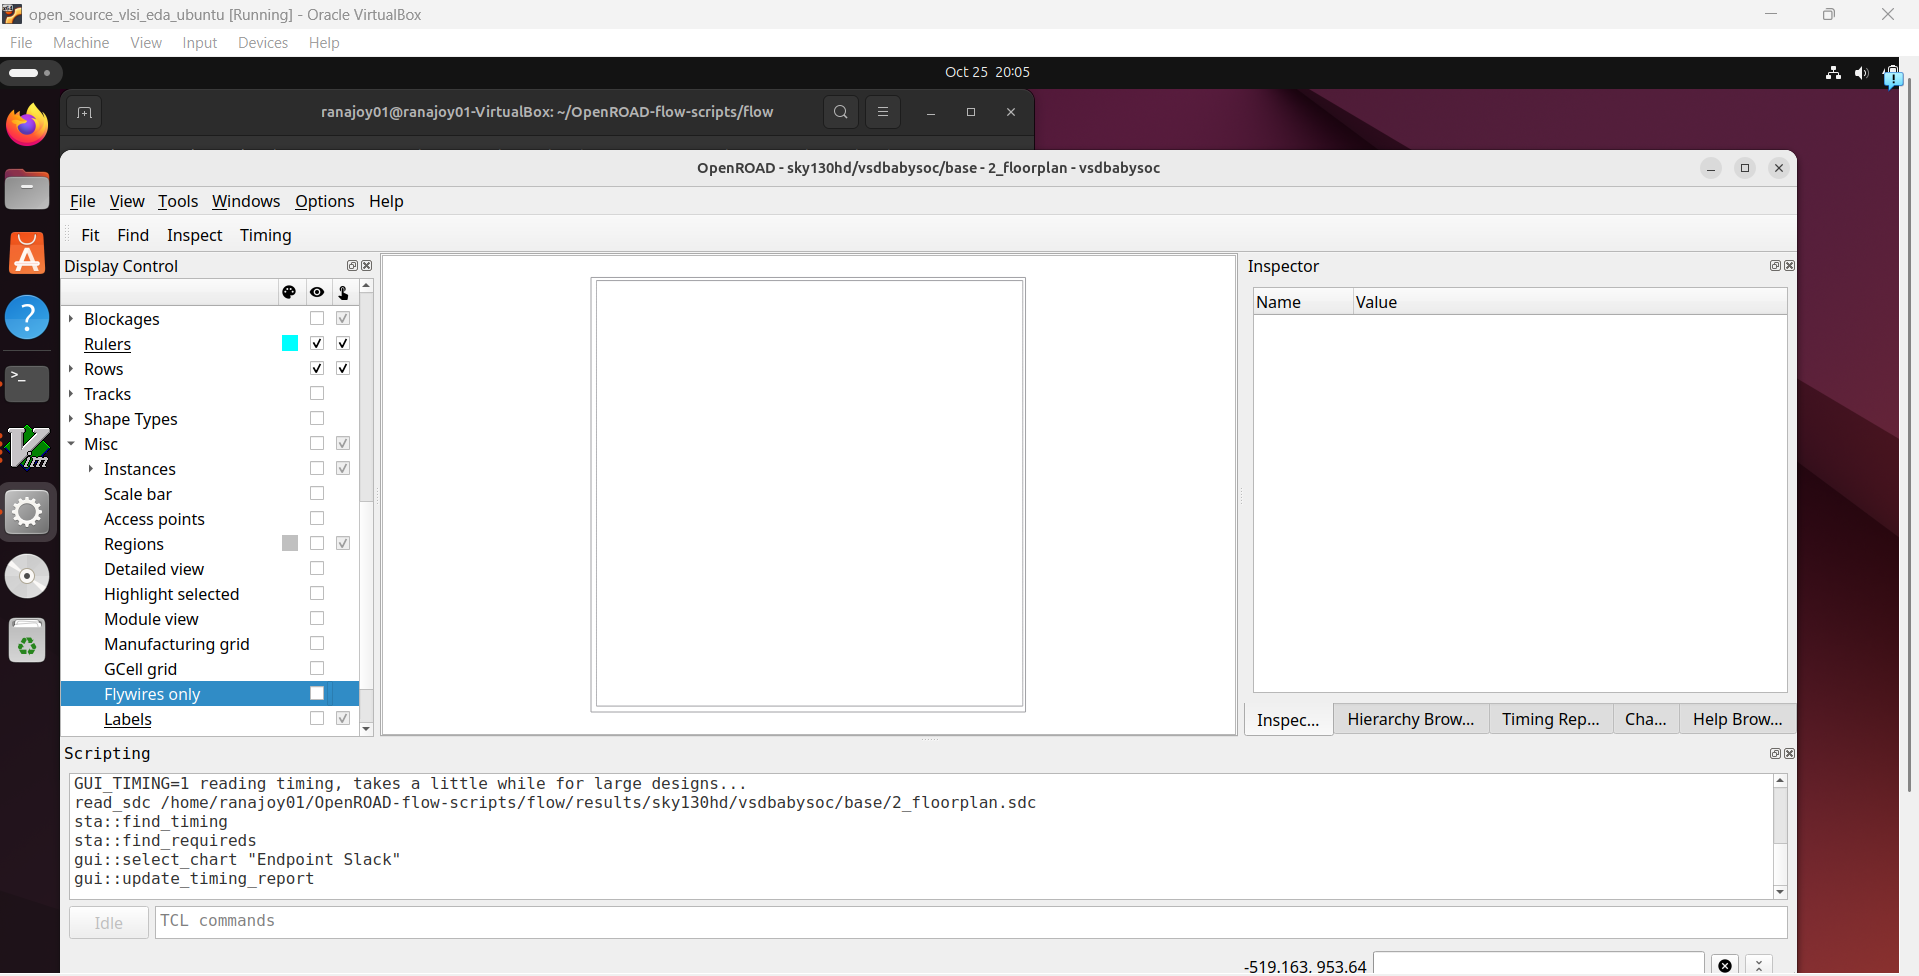 open_source_vlsi_eda_ubuntu [Running] - Oracle VirtualBox
File Machine View Input Devices Help
Oct 25 20:05
ranajoy01@ranajoy01-VirtualBox: ~/OpenROAD-flow-scripts/flow
OpenROAD - sky130hd/vsdbabysoc/base - 2_floorplan - vsdbabysoc
File View Tools Windows Options Help
Fit Find Inspect Timing
Display Control
Blockages
Rulers
Rows
Tracks
Shape Types
Misc
Instances
Scale bar
Access points
Regions
Detailed view
Highlight selected
Module view
Manufacturing grid
GCell grid
Flywires only
Labels
Inspector
Name Value
Inspec... Hierarchy Brow... Timing Rep... Cha... Help Brow...
Scripting
GUI_TIMING=1 reading timing, takes a little while for large designs...
read_sdc /home/ranajoy01/OpenROAD-flow-scripts/flow/results/sky130hd/vsdbabysoc/base/2_floorplan.sdc
sta::find_timing
sta::find_requireds
gui::select_chart "Endpoint Slack"
gui::update_timing_report
Idle TCL commands
-519.163, 953.64